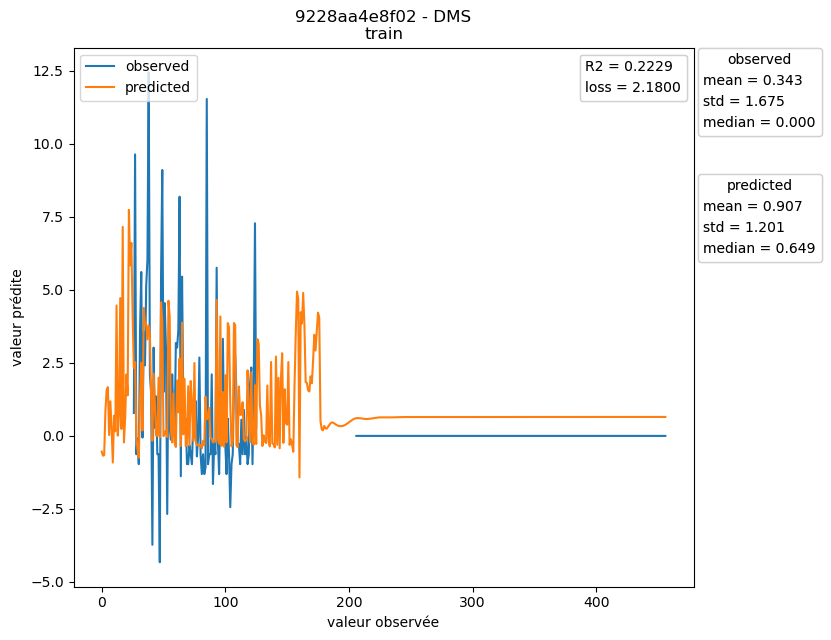 9228aa4e8f02 - DMS
train
observed
predicted
R2 = 0.2229
loss = 2.1800
observed
mean = 0.343
std = 1.675
median = 0.000
predicted
mean = 0.907
std = 1.201
median = 0.649
valeur prédite
12.5
10.0
7.5
5.0
2.5
0.0
−2.5
−5.0
0 100 200 300 400
valeur observée